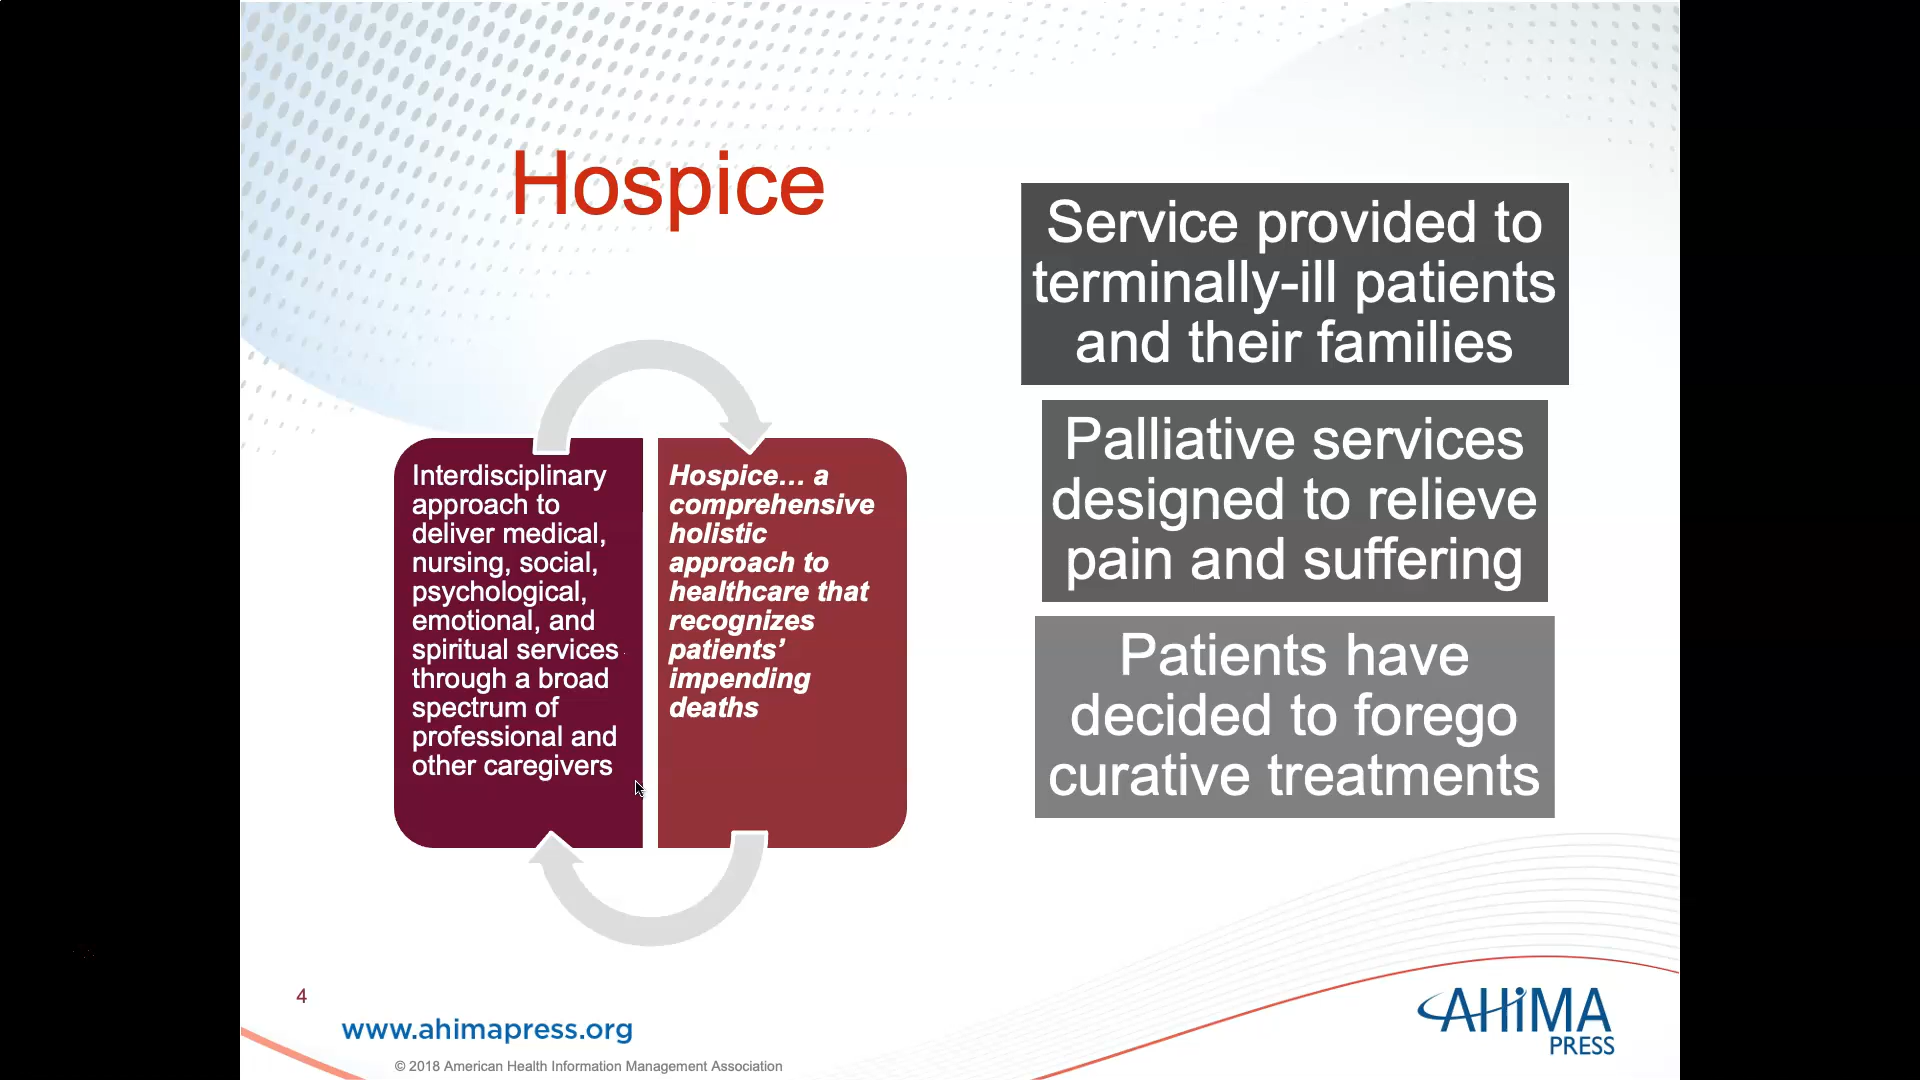 Hospice
Interdisciplinary
approach to
deliver medical,
nursing, social,
psychological,
emotional, and
spiritual services
through a broad
spectrum of
professional and
other caregivers
Hospice… a
comprehensive
holistic
approach to
healthcare that
recognizes
patients’
impending
deaths
Service provided to
terminally-ill patients
and their families
Palliative services
designed to relieve
pain and suffering
Patients have
decided to forego
curative treatments
4
www.ahimapress.org
© 2018 American Health Information Management Association
AHiMA
PRESS